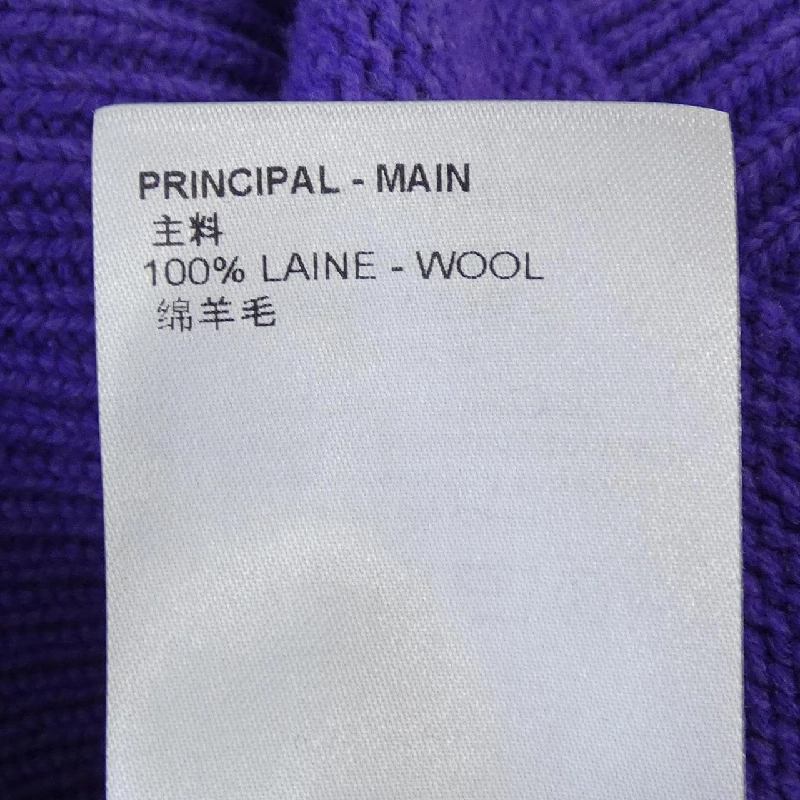 PRINCIPAL - MAIN
主料
100% LAINE - WOOL
绵羊毛